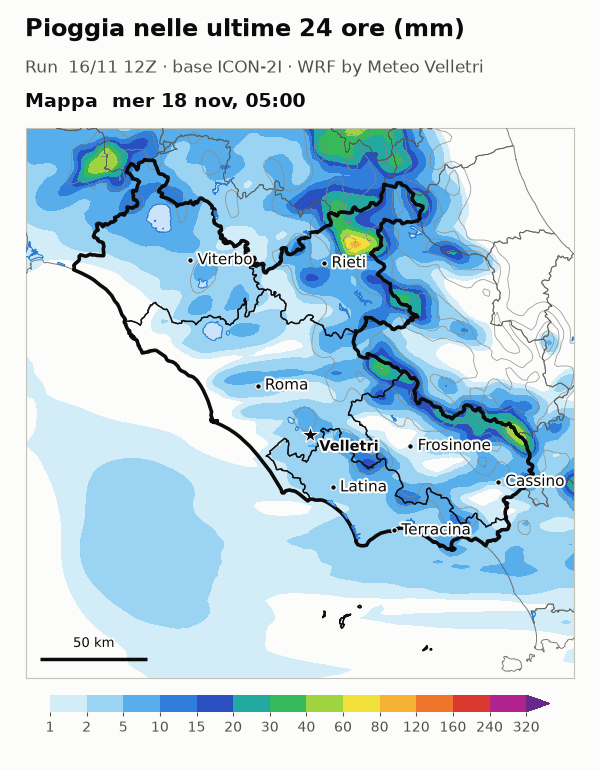 Pioggia nelle ultime 24 ore (mm)
Run 16/11 12Z · base ICON-2I · WRF by Meteo Velletri
Mappa mer 18 nov, 05:00
Viterbo
Rieti
Roma
Velletri
Frosinone
Latina
Cassino
Terracina
50 km
1 2 5 10 15 20 30 40 60 80 120 160 240 320